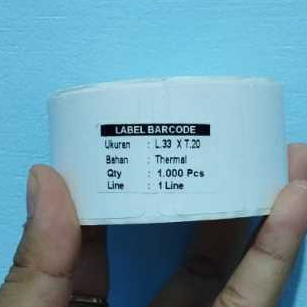 LABEL BARCODE
Ukuran : L.33 X T.20
Bahan : Thermal
Qty : 1.000 Pcs
Line : 1 Line